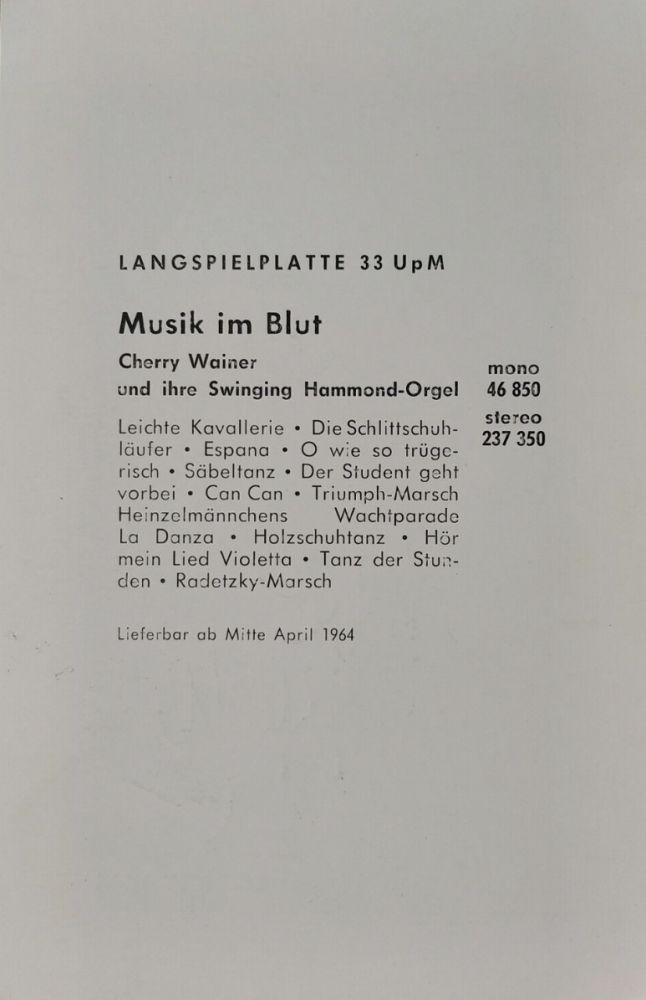 LANGSPIELPLATTE 33 UpM
Musik im Blut
Cherry Wainer
und ihre Swinging Hammond-Orgel
mono
46 850
stereo
237 350
Leichte Kavallerie • Die Schlittschuh-
läufer • Espana • O wie so trüge-
risch • Säbeltanz • Der Student geht
vorbei • Can Can • Triumph-Marsch
Heinzelmännchens Wachtparade
La Danza • Holzschuhtanz • Hör
mein Lied Violetta • Tanz der Stun-
den • Radetzky-Marsch
Lieferbar ab Mitte April 1964